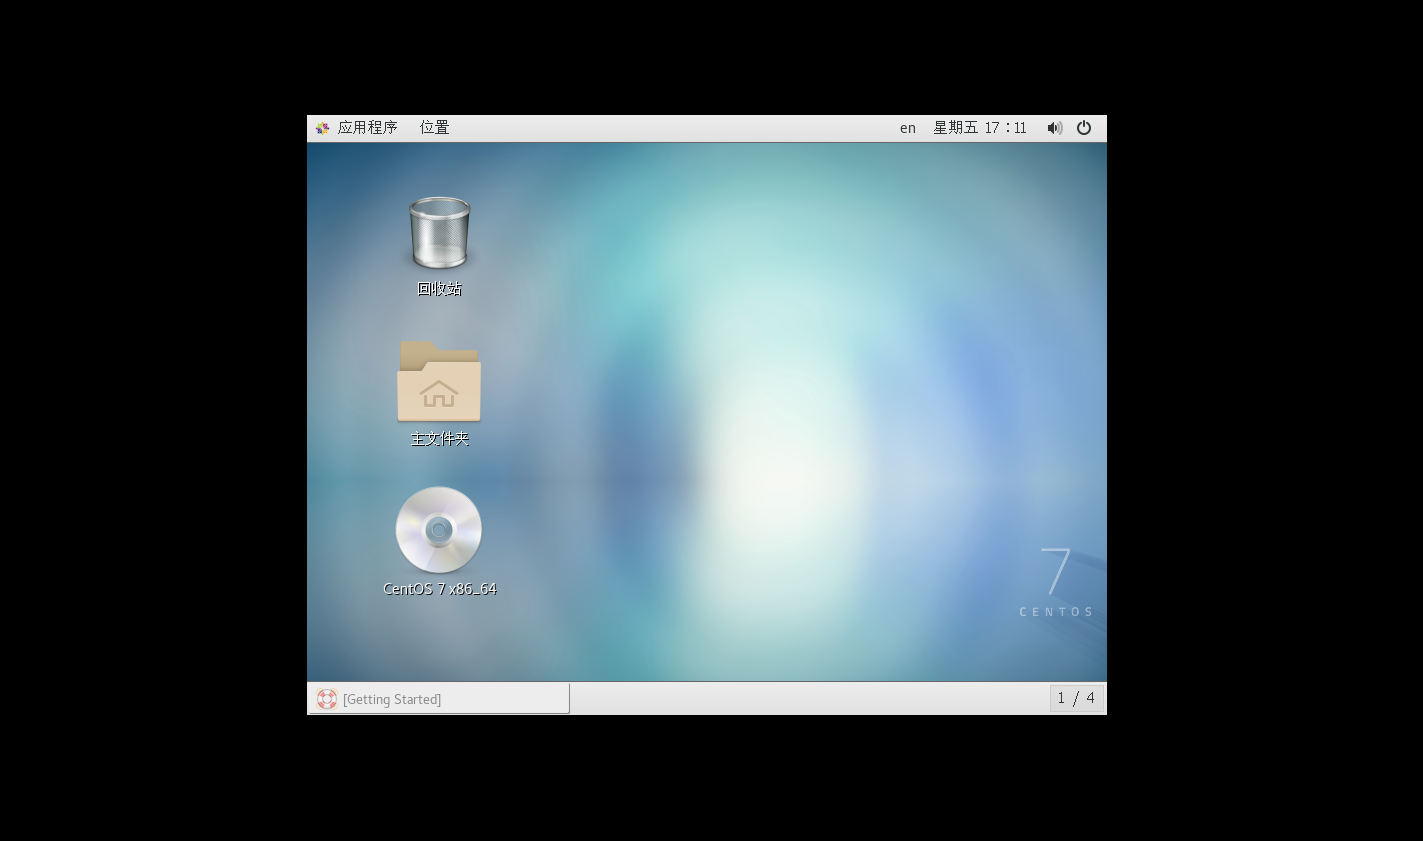 应用程序 位置 en 星期五 17 : 11
回收站
主文件夹
CentOS 7 x86_64
7
CENTOS
[Getting Started] 1 / 4